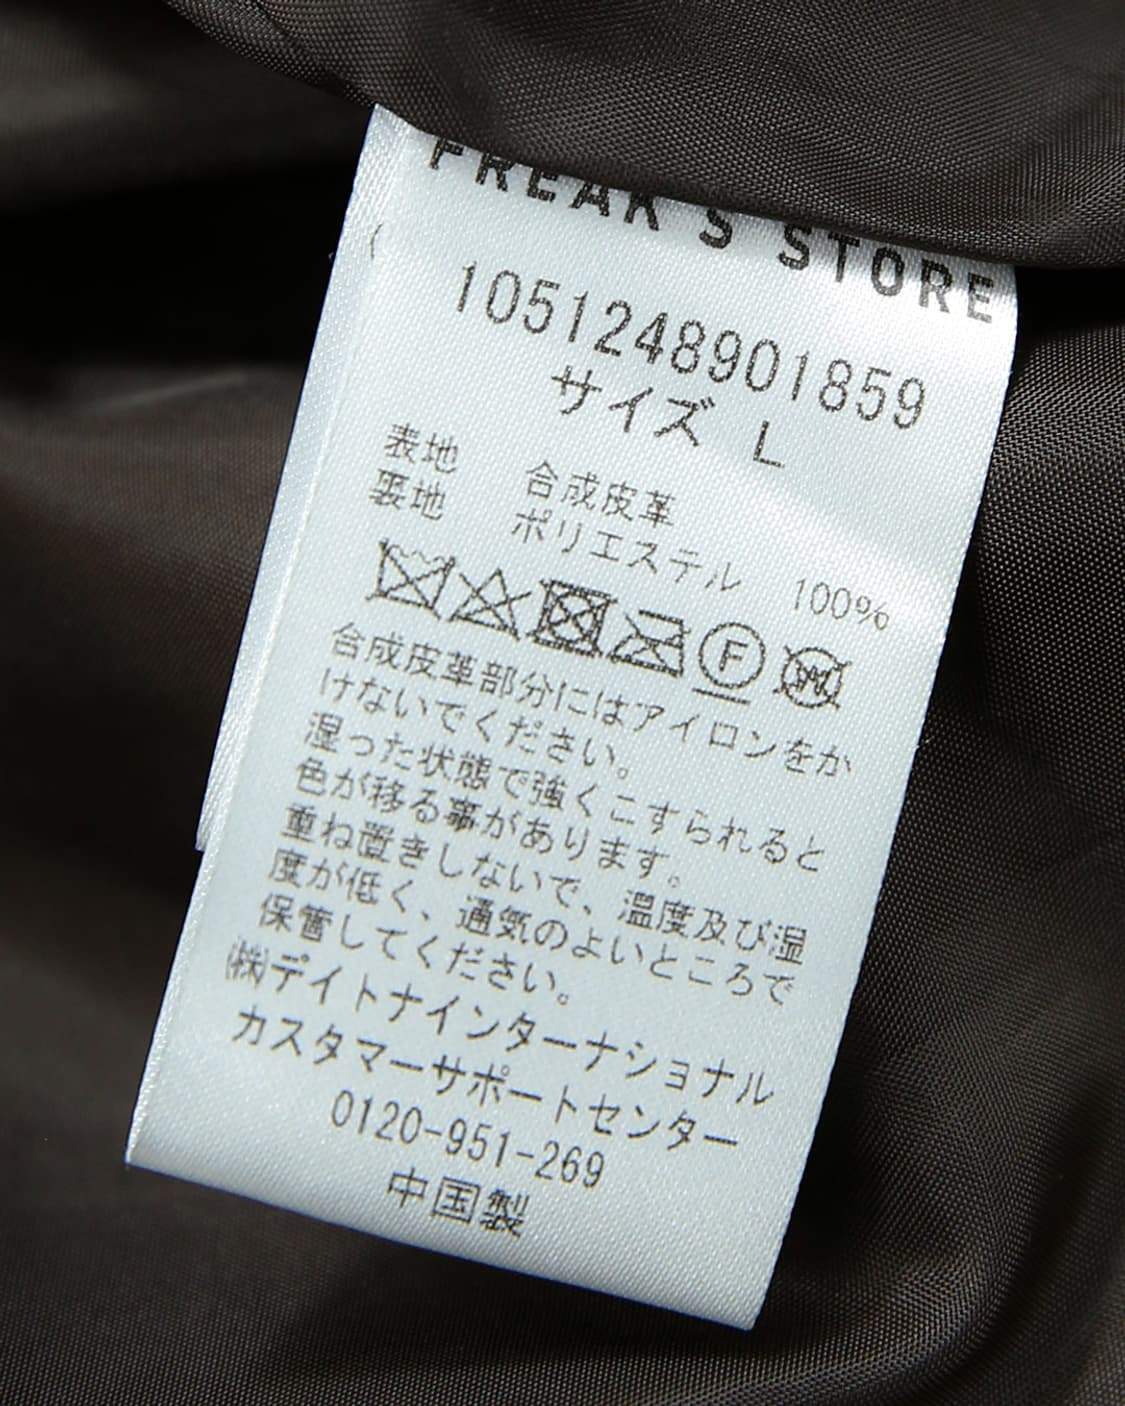 FREAK'S STORE
1051248901859
サイズ L
表地 合成皮革
裏地 ポリエステル 100%
F W
合成皮革部分にはアイロンをか
けないでください。
湿った状態で強くこすられると
色が移る事があります。
重ね置きしないで、温度及び湿
度が低く、通気のよいところで
保管してください。
㈱デイトナインターナショナル
カスタマーサポートセンター
0120-951-269
中国製